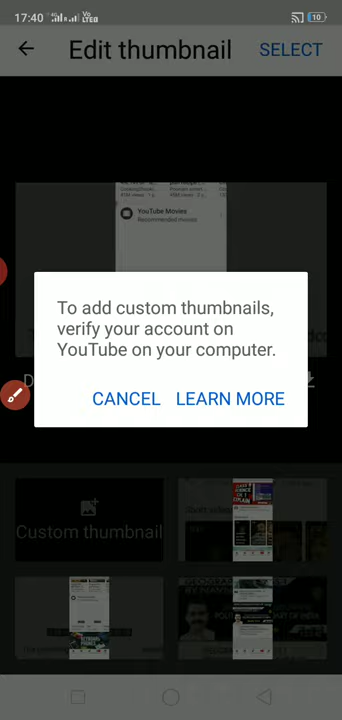 17:40
10
Edit thumbnail
SELECT
YouTube Movies
Recommended movies
To add custom thumbnails,
verify your account on
YouTube on your computer.
CANCEL
LEARN MORE
Custom thumbnail